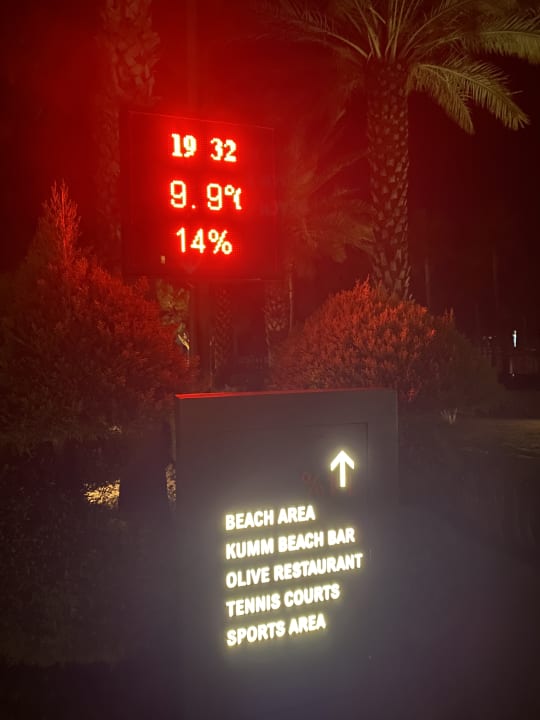 19 32
9.9°C
14%
↑
BEACH AREA
KUMM BEACH BAR
OLIVE RESTAURANT
TENNIS COURTS
SPORTS AREA